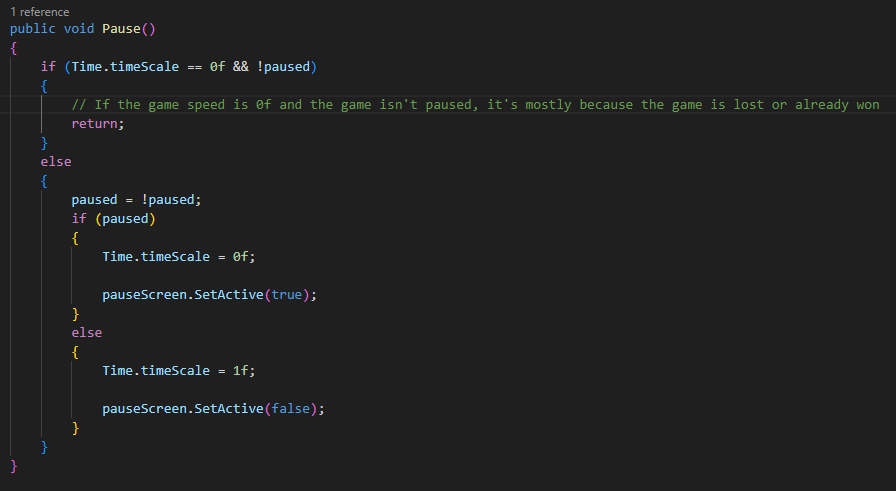 1 reference
public void Pause()
{
if (Time.timeScale == 0f && !paused)
{
// If the game speed is 0f and the game isn't paused, it's mostly because the game is lost or already won
return;
}
else
{
paused = !paused;
if (paused)
{
Time.timeScale = 0f;
pauseScreen.SetActive(true);
}
else
{
Time.timeScale = 1f;
pauseScreen.SetActive(false);
}
}
}